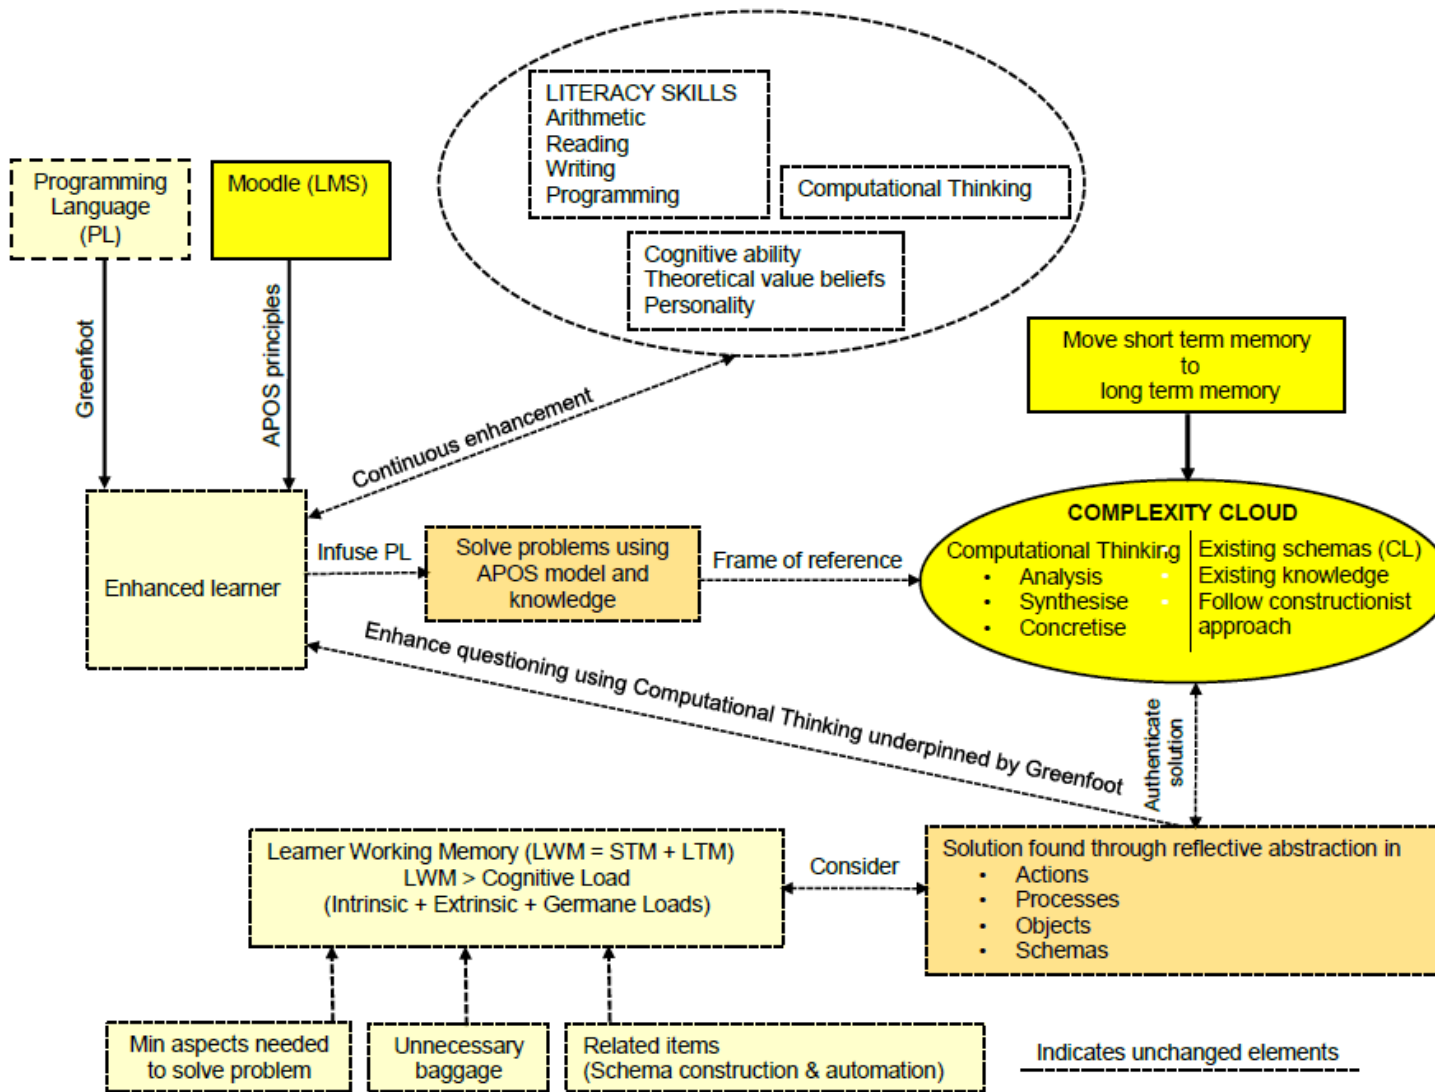 LITERACY SKILLS
Arithmetic
Reading
Writing
Programming
Computational Thinking
Cognitive ability
Theoretical value beliefs
Personality
Programming
Language
(PL)
Moodle (LMS)
Greenfoot
APOS principles
Continuous enhancement
Move short term memory
to
long term memory
Enhanced learner
Infuse PL
Solve problems using
APOS model and
knowledge
Frame of reference
COMPLEXITY CLOUD
Computational Thinking
• Analysis
• Synthesise
• Concretise
Existing schemas (CL)
Existing knowledge
Follow constructionist
approach
Enhance questioning using Computational Thinking underpinned by Greenfoot
Authenticate
solution
Learner Working Memory (LWM = STM + LTM)
LWM > Cognitive Load
(Intrinsic + Extrinsic + Germane Loads)
Consider
Solution found through reflective abstraction in
• Actions
• Processes
• Objects
• Schemas
Min aspects needed
to solve problem
Unnecessary
baggage
Related items
(Schema construction & automation)
Indicates unchanged elements